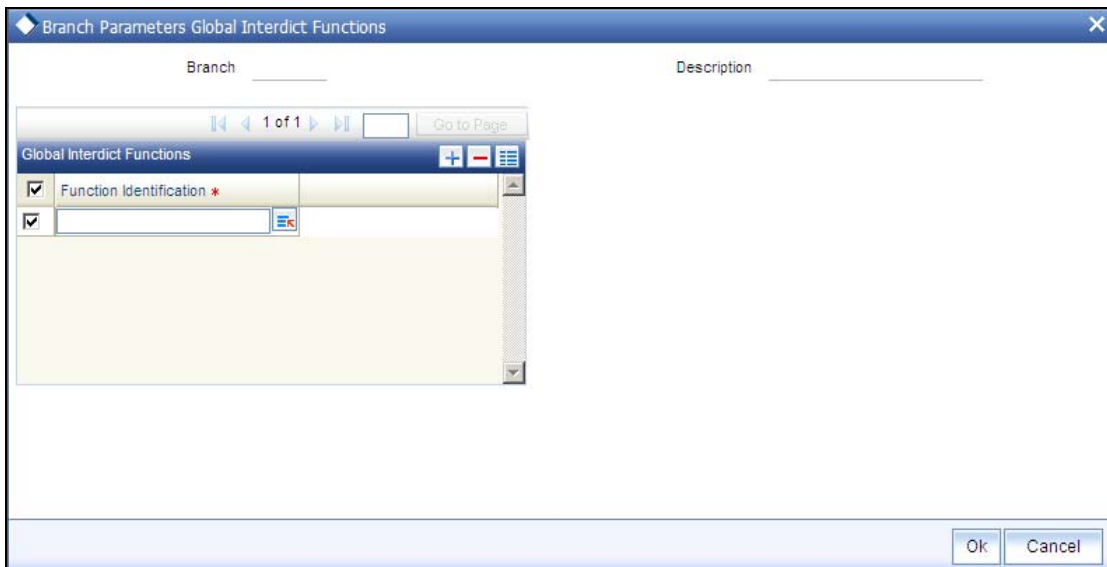 Branch Parameters Global Interdict Functions
Branch
Description
1 of 1
Go to Page
Global Interdict Functions
Function Identification *
Ok
Cancel